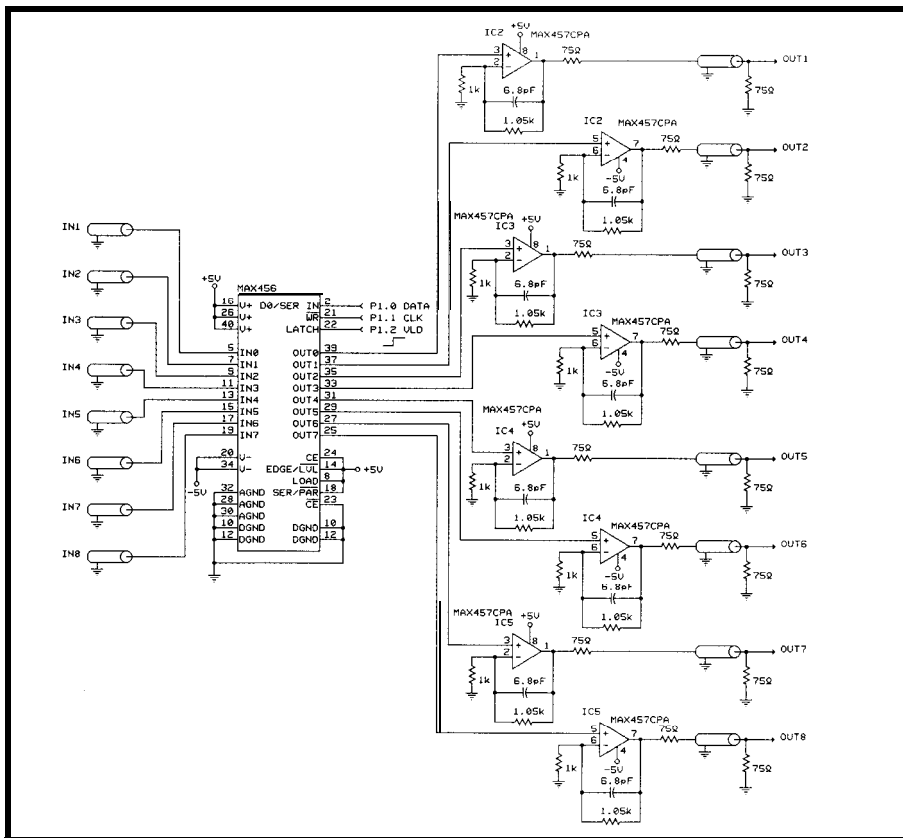 +5V
IC2
MAX457CPA
8
3
2
1
75Ω
OUT1
1k
6.8pF
1.05k
75Ω
IC2
MAX457CPA
5
6
7
4
-5V
75Ω
OUT2
1k
6.8pF
1.05k
75Ω
MAX457CPA
+5V
IC3
8
3
2
1
75Ω
OUT3
1k
6.8pF
1.05k
75Ω
IC3
MAX457CPA
5
6
7
4
-5V
75Ω
OUT4
1k
6.8pF
1.05k
75Ω
MAX457CPA
+5V
IC4
8
3
2
1
75Ω
OUT5
1k
6.8pF
1.05k
75Ω
IC4
MAX457CPA
5
6
7
4
-5V
75Ω
OUT6
1k
6.8pF
1.05k
75Ω
MAX457CPA
+5V
IC5
8
3
2
1
75Ω
OUT7
1k
6.8pF
1.05k
75Ω
IC5
MAX457CPA
5
6
7
4
-5V
75Ω
OUT8
1k
6.8pF
1.05k
75Ω
IN1
IN2
IN3
IN4
IN5
IN6
IN7
IN8
+5V
MAX456
16 V+ D0/SER IN 2 P1.0 DATA
26 V+ WR 21 P1.1 CLK
40 V+ LATCH 22 P1.2 VLD
5 IN0 OUT0 39
7 IN1 OUT1 37
9 IN2 OUT2 35
11 IN3 OUT3 33
13 IN4 OUT4 31
15 IN5 OUT5 29
17 IN6 OUT6 27
19 IN7 OUT7 25
20 V- CE 24
34 V- EDGE/LVL 14 +5V
-5V LOAD 8
32 AGND SER/PAR 18
28 AGND CE 23
30 AGND
10 DGND DGND 10
12 DGND DGND 12